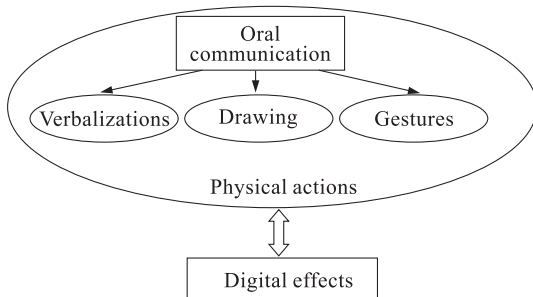 Oral
communication
Verbalizations
Drawing
Gestures
Physical actions
Digital effects